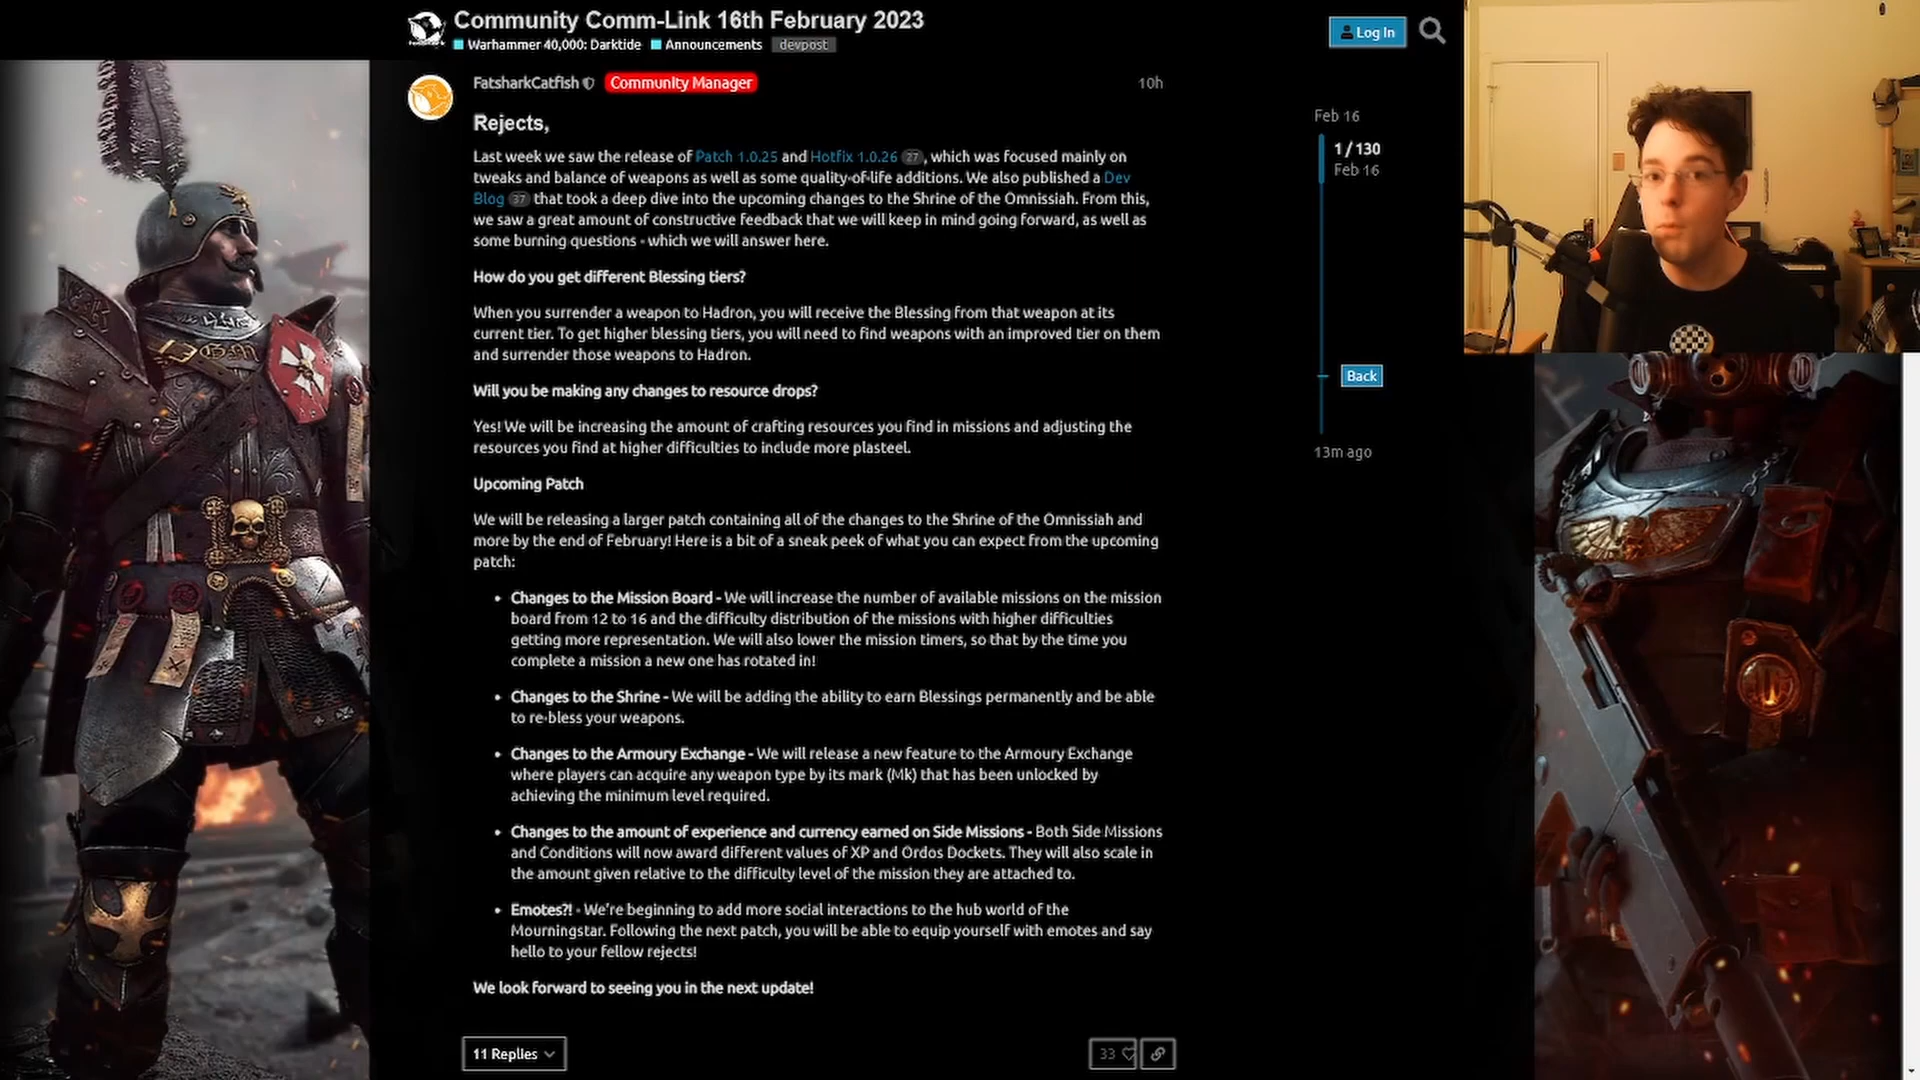 Community Comm-Link 16th February 2023
Warhammer 40,000: Darktide Announcements devpost
Log In
FatsharkCatfish Community Manager 10h
Rejects,
Last week we saw the release of Patch 1.0.25 and Hotfix 1.0.26 27, which was focused mainly on
tweaks and balance of weapons as well as some quality-of-life additions. We also published a Dev
Blog 37 that took a deep dive into the upcoming changes to the Shrine of the Omnissiah. From this,
we saw a great amount of constructive feedback that we will keep in mind going forward, as well as
some burning questions - which we will answer here.
How do you get different Blessing tiers?
When you surrender a weapon to Hadron, you will receive the Blessing from that weapon at its
current tier. To get higher blessing tiers, you will need to find weapons with an improved tier on them
and surrender those weapons to Hadron.
Will you be making any changes to resource drops?
Yes! We will be increasing the amount of crafting resources you find in missions and adjusting the
resources you find at higher difficulties to include more plasteel.
Upcoming Patch
We will be releasing a larger patch containing all of the changes to the Shrine of the Omnissiah and
more by the end of February! Here is a bit of a sneak peek of what you can expect from the upcoming
patch:
• Changes to the Mission Board - We will increase the number of available missions on the mission
board from 12 to 16 and the difficulty distribution of the missions with higher difficulties
getting more representation. We will also lower the mission timers, so that by the time you
complete a mission a new one has rotated in!
• Changes to the Shrine - We will be adding the ability to earn Blessings permanently and be able
to re-bless your weapons.
• Changes to the Armoury Exchange - We will release a new feature to the Armoury Exchange
where players can acquire any weapon type by its mark (Mk) that has been unlocked by
achieving the minimum level required.
• Changes to the amount of experience and currency earned on Side Missions - Both Side Missions
and Conditions will now award different values of XP and Ordos Dockets. They will also scale in
the amount given relative to the difficulty level of the mission they are attached to.
• Emotes?! - We're beginning to add more social interactions to the hub world of the
Mourningstar. Following the next patch, you will be able to equip yourself with emotes and say
hello to your fellow rejects!
We look forward to seeing you in the next update!
11 Replies
33
Feb 16
1 / 130
Feb 16
Back
13m ago